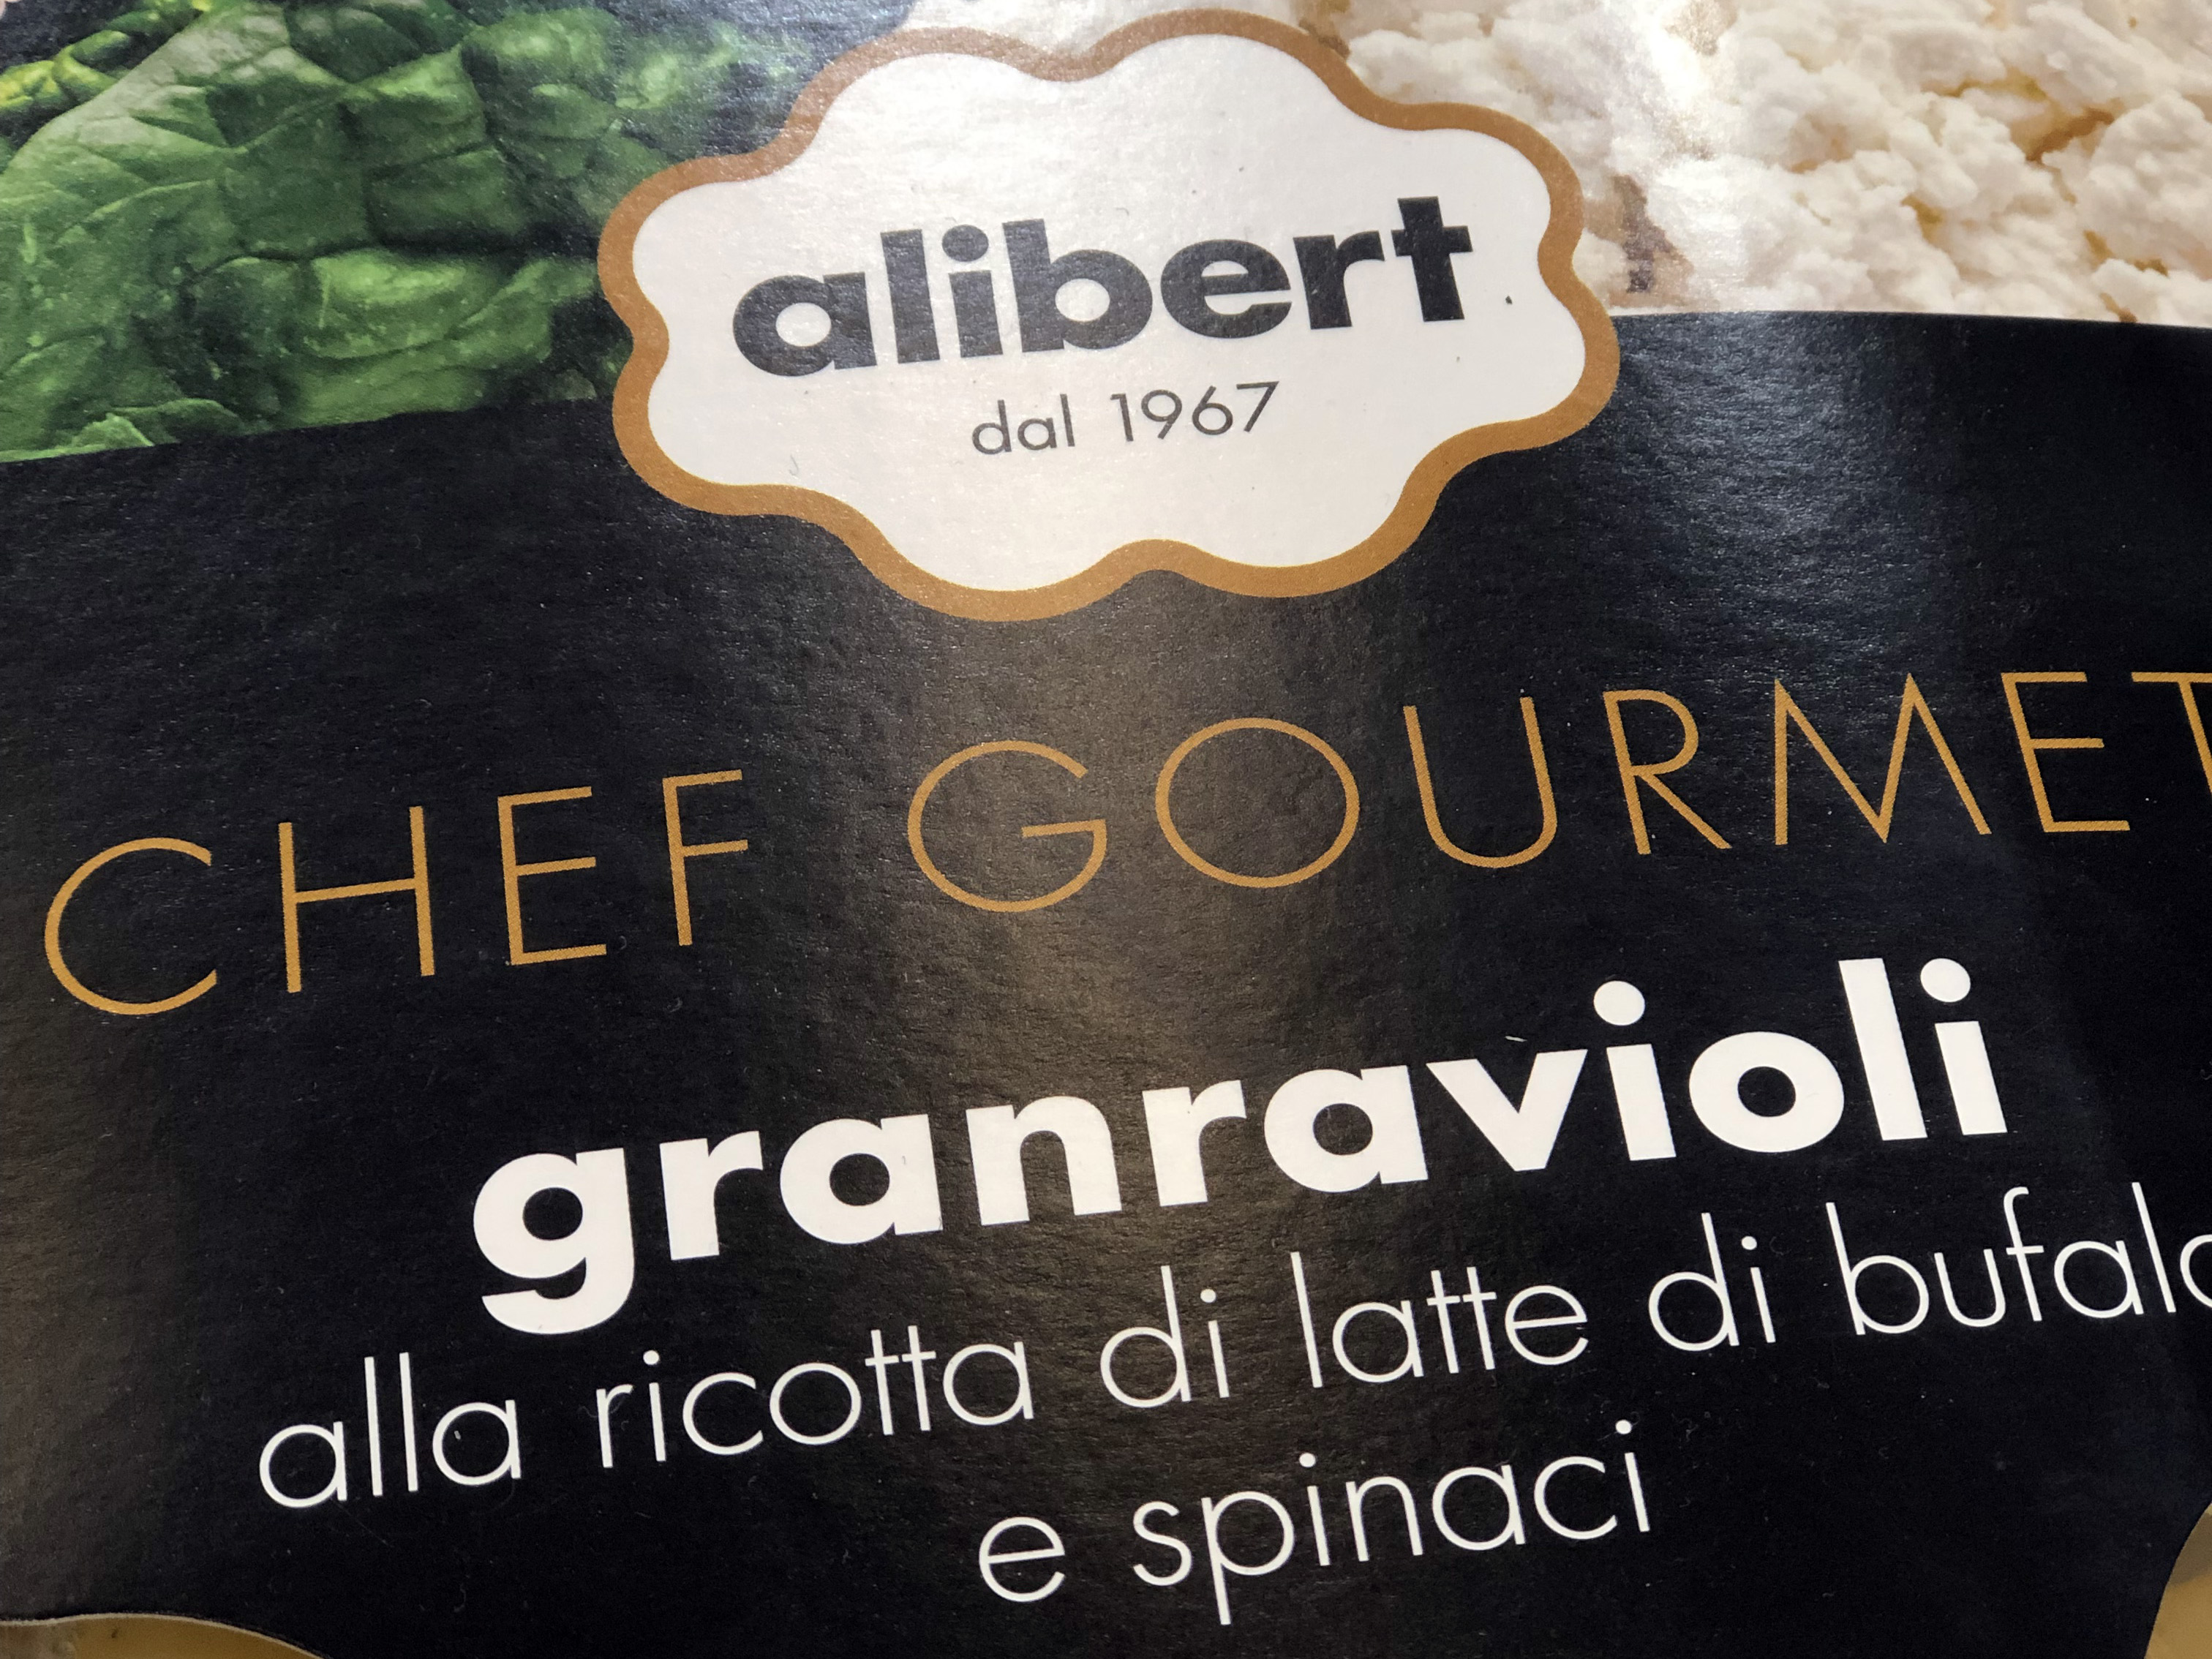 alibert
dal 1967
CHEF GOURMET
granravioli
alla ricotta di latte di bufala
e spinaci